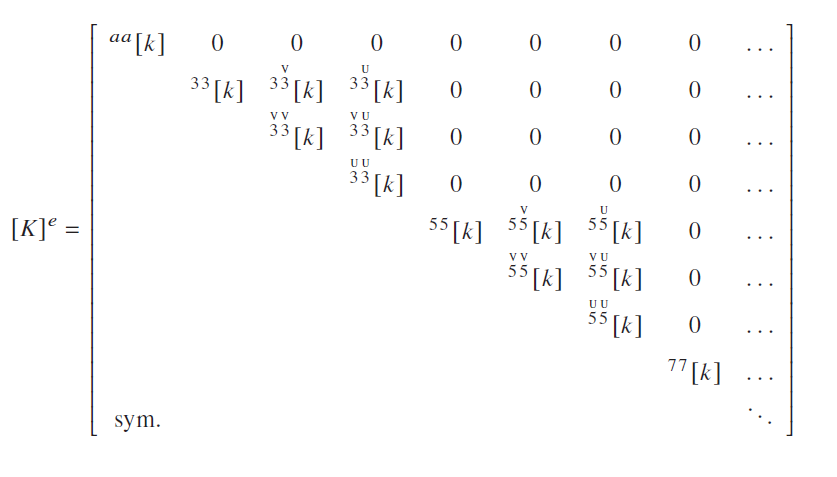 aa[k] 0 0 0 0 0 0 0 ...
V U
33[k] 33[k] 33[k] 0 0 0 0 ...
V V V U
33[k] 33[k] 0 0 0 0 ...
U U
33[k] 0 0 0 0 ...
V U
[K]e = 55[k] 55[k] 55[k] 0 ...
V V V U
55[k] 55[k] 0 ...
U U
55[k] 0 ...
77[k] ...
sym. ⋱